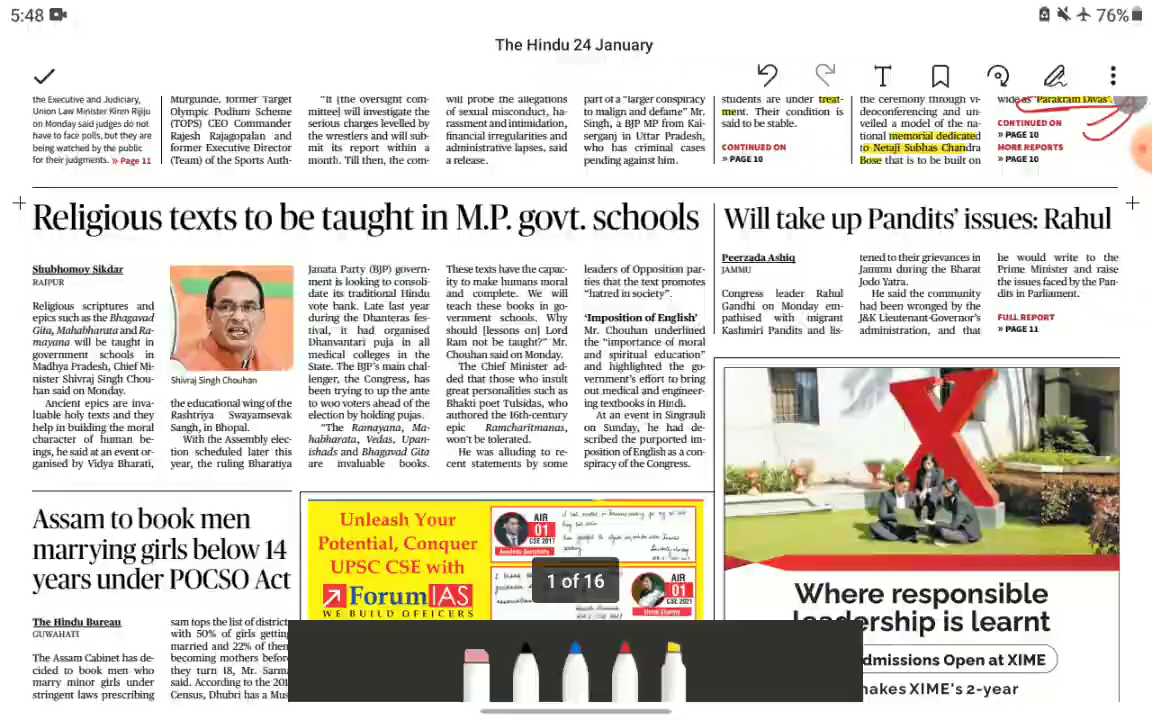 5:48
76%
The Hindu 24 January
the Executive and Judiciary,
Union Law Minister Kiren Rijiju
on Monday said judges do not
have to face polls, but they are
being watched by the public
for their judgments. » Page 11
Murgunde, former Target
Olympic Podium Scheme
(TOPS) CEO Commander
Rajesh Rajagopalan and
former Executive Director
(Team) of the Sports Auth-
"It [the oversight com-
mittee] will investigate the
serious charges levelled by
the wrestlers and will sub-
mit its report within a
month. Till then, the com-
will probe the allegations
of sexual misconduct, ha-
rassment and intimidation,
financial irregularities and
administrative lapses, said
a release.
part of a "larger conspiracy
to malign and defame" Mr.
Singh, a BJP MP from Kai-
serganj in Uttar Pradesh,
who has criminal cases
pending against him.
students are under treat-
ment. Their condition is
said to be stable.
CONTINUED ON
» PAGE 10
the ceremony through vi-
deoconferencing and un-
veiled a model of the na-
tional memorial dedicated
to Netaji Subhas Chandra
Bose that is to be built on
wide as 'Parakram Divas'.
CONTINUED ON
» PAGE 10
MORE REPORTS
» PAGE 10
Religious texts to be taught in M.P. govt. schools
Shubhomoy Sikdar
RAIPUR
Religious scriptures and
epics such as the Bhagavad
Gita, Mahabharata and Ra-
mayana will be taught in
government schools in
Madhya Pradesh, Chief Mi-
nister Shivraj Singh Chou-
han said on Monday.
Ancient epics are inva-
luable holy texts and they
help in building the moral
character of human be-
ings, he said at an event or-
ganised by Vidya Bharati,
Shivraj Singh Chouhan
the educational wing of the
Rashtriya Swayamsevak
Sangh, in Bhopal.
With the Assembly elec-
tion scheduled later this
year, the ruling Bharatiya
Janata Party (BJP) govern-
ment is looking to consoli-
date its traditional Hindu
vote bank. Late last year
during the Dhanteras fes-
tival, it had organised
Dhanvantari puja in all
medical colleges in the
State. The BJP's main chal-
lenger, the Congress, has
been trying to up the ante
to woo voters ahead of the
election by holding pujas.
"The Ramayana, Ma-
habharata, Vedas, Upan-
ishads and Bhagavad Gita
are invaluable books.
These texts have the capac-
ity to make humans moral
and complete. We will
teach these books in go-
vernment schools. Why
should [lessons on] Lord
Ram not be taught?" Mr.
Chouhan said on Monday.
The Chief Minister ad-
ded that those who insult
great personalities such as
Bhakti poet Tulsidas, who
authored the 16th-century
epic Ramcharitmanas,
won't be tolerated.
He was alluding to re-
cent statements by some
leaders of Opposition par-
ties that the text promotes
"hatred in society".
'Imposition of English'
Mr. Chouhan underlined
the "importance of moral
and spiritual education"
and highlighted the go-
vernment's effort to bring
out medical and engineer-
ing textbooks in Hindi.
At an event in Singrauli
on Sunday, he had de-
scribed the purported im-
position of English as a con-
spiracy of the Congress.
Will take up Pandits' issues: Rahul
Peerzada Ashiq
JAMMU
Congress leader Rahul
Gandhi on Monday em-
pathised with migrant
Kashmiri Pandits and lis-
tened to their grievances in
Jammu during the Bharat
Jodo Yatra.
He said the community
had been wronged by the
J&K Lieutenant-Governor's
administration, and that
he would write to the
Prime Minister and raise
the issues faced by the Pan-
dits in Parliament.
FULL REPORT
» PAGE 11
Assam to book men
marrying girls below 14
years under POCSO Act
The Hindu Bureau
GUWAHATI
The Assam Cabinet has de-
cided to book men who
marry minor girls under
stringent laws prescribing
sam tops the list of district
with 50% of girls getting
married and 22% of then
becoming mothers before
they turn 18, Mr. Sarma
said. According to the 201
Census, Dhubri has a Mus
Unleash Your
Potential, Conquer
UPSC CSE with
ForumIAS
WE BUILD OFFICERS
AIR
01
CSE 2017
AIR
01
CSE 2021
1 of 16
X
Where responsible
leadership is learnt
dmissions Open at XIME
makes XIME's 2-year